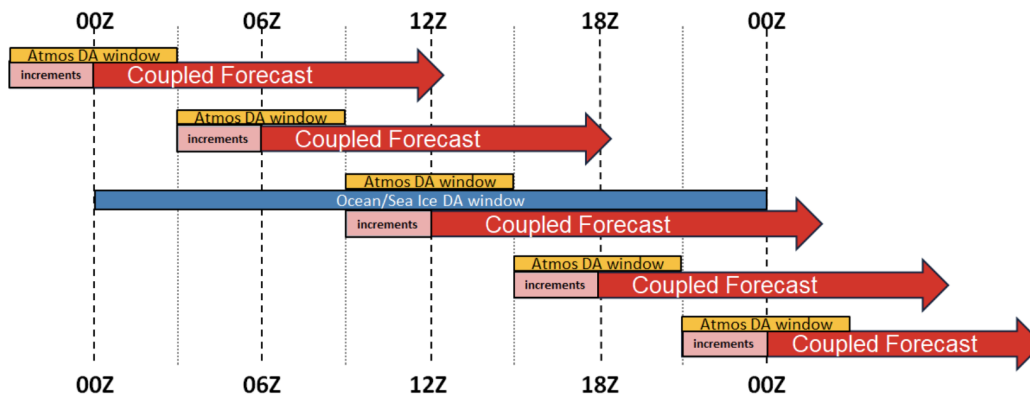 00Z 06Z 12Z 18Z 00Z
Atmos DA window
increments Coupled Forecast
Atmos DA window
increments Coupled Forecast
Atmos DA window
Ocean/Sea Ice DA window
increments Coupled Forecast
Atmos DA window
increments Coupled Forecast
Atmos DA window
increments Coupled Forecast
00Z 06Z 12Z 18Z 00Z